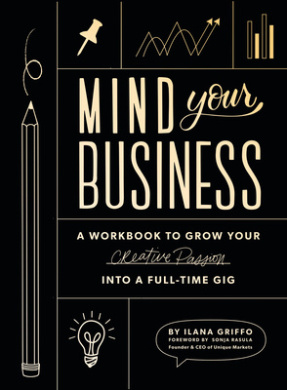 MIND your
BUSINESS
A WORKBOOK TO GROW YOUR
Creative Passion
INTO A FULL-TIME GIG
BY ILANA GRIFFO
FOREWORD BY SONJA RASULA
Founder & CEO of Unique Markets